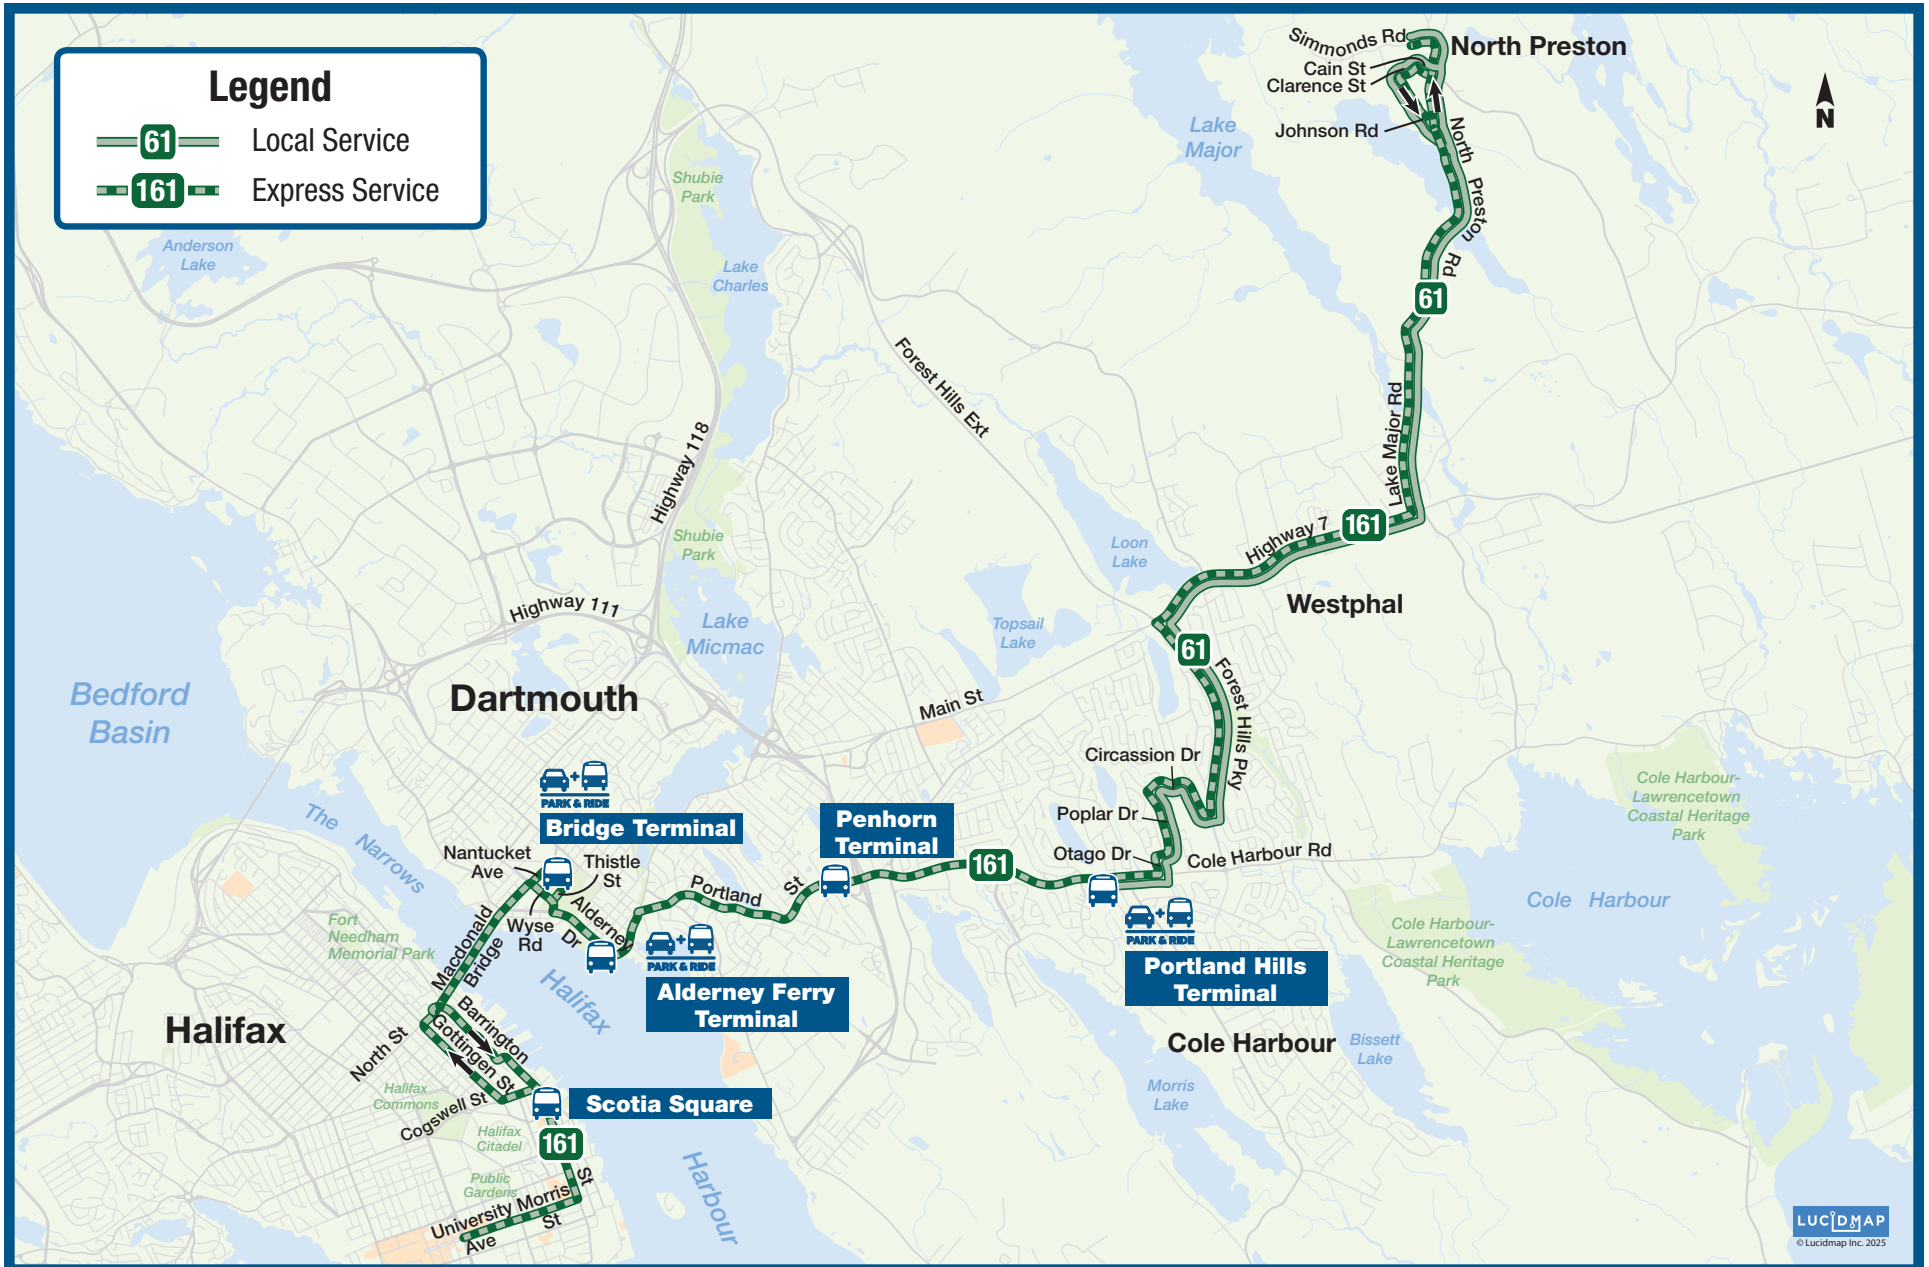 Legend
61 Local Service
161 Express Service
Simmonds Rd
North Preston
Cain St
Clarence St
Johnson Rd
North Preston Rd
N
Lake
Major
Shubie
Park
Anderson
Lake
Lake
Charles
61
Forest Hills Ext
Lake Major Rd
Highway 118
161
Highway 7
Shubie
Park
Loon
Lake
Highway 111
Westphal
Lake
Micmac
Topsail
Lake
61
Forest Hills Pky
Bedford
Basin
Dartmouth
Main St
Circassion Dr
Cole Harbour-
Lawrencetown
Coastal Heritage
Park
PARK & RIDE
Bridge Terminal
The Narrows
Penhorn
Terminal
Poplar Dr
Otago Dr
Cole Harbour Rd
Nantucket
Ave
Thistle
St
161
Portland St
Alderney Dr
Wyse
Rd
Macdonald
Bridge
Fort
Needham
Memorial Park
PARK & RIDE
Alderney Ferry
Terminal
PARK & RIDE
Portland Hills
Terminal
Cole Harbour
Cole Harbour-
Lawrencetown
Coastal Heritage
Park
Halifax
Halifax Harbour
Barrington St
Gottingen St
North St
Cole Harbour
Bissett
Lake
Morris
Lake
Halifax
Commons
Cogswell St
Scotia Square
Halifax
Citadel
161
Public
Gardens
University Ave
Morris St
LUCIDMAP
© Lucidmap Inc. 2025